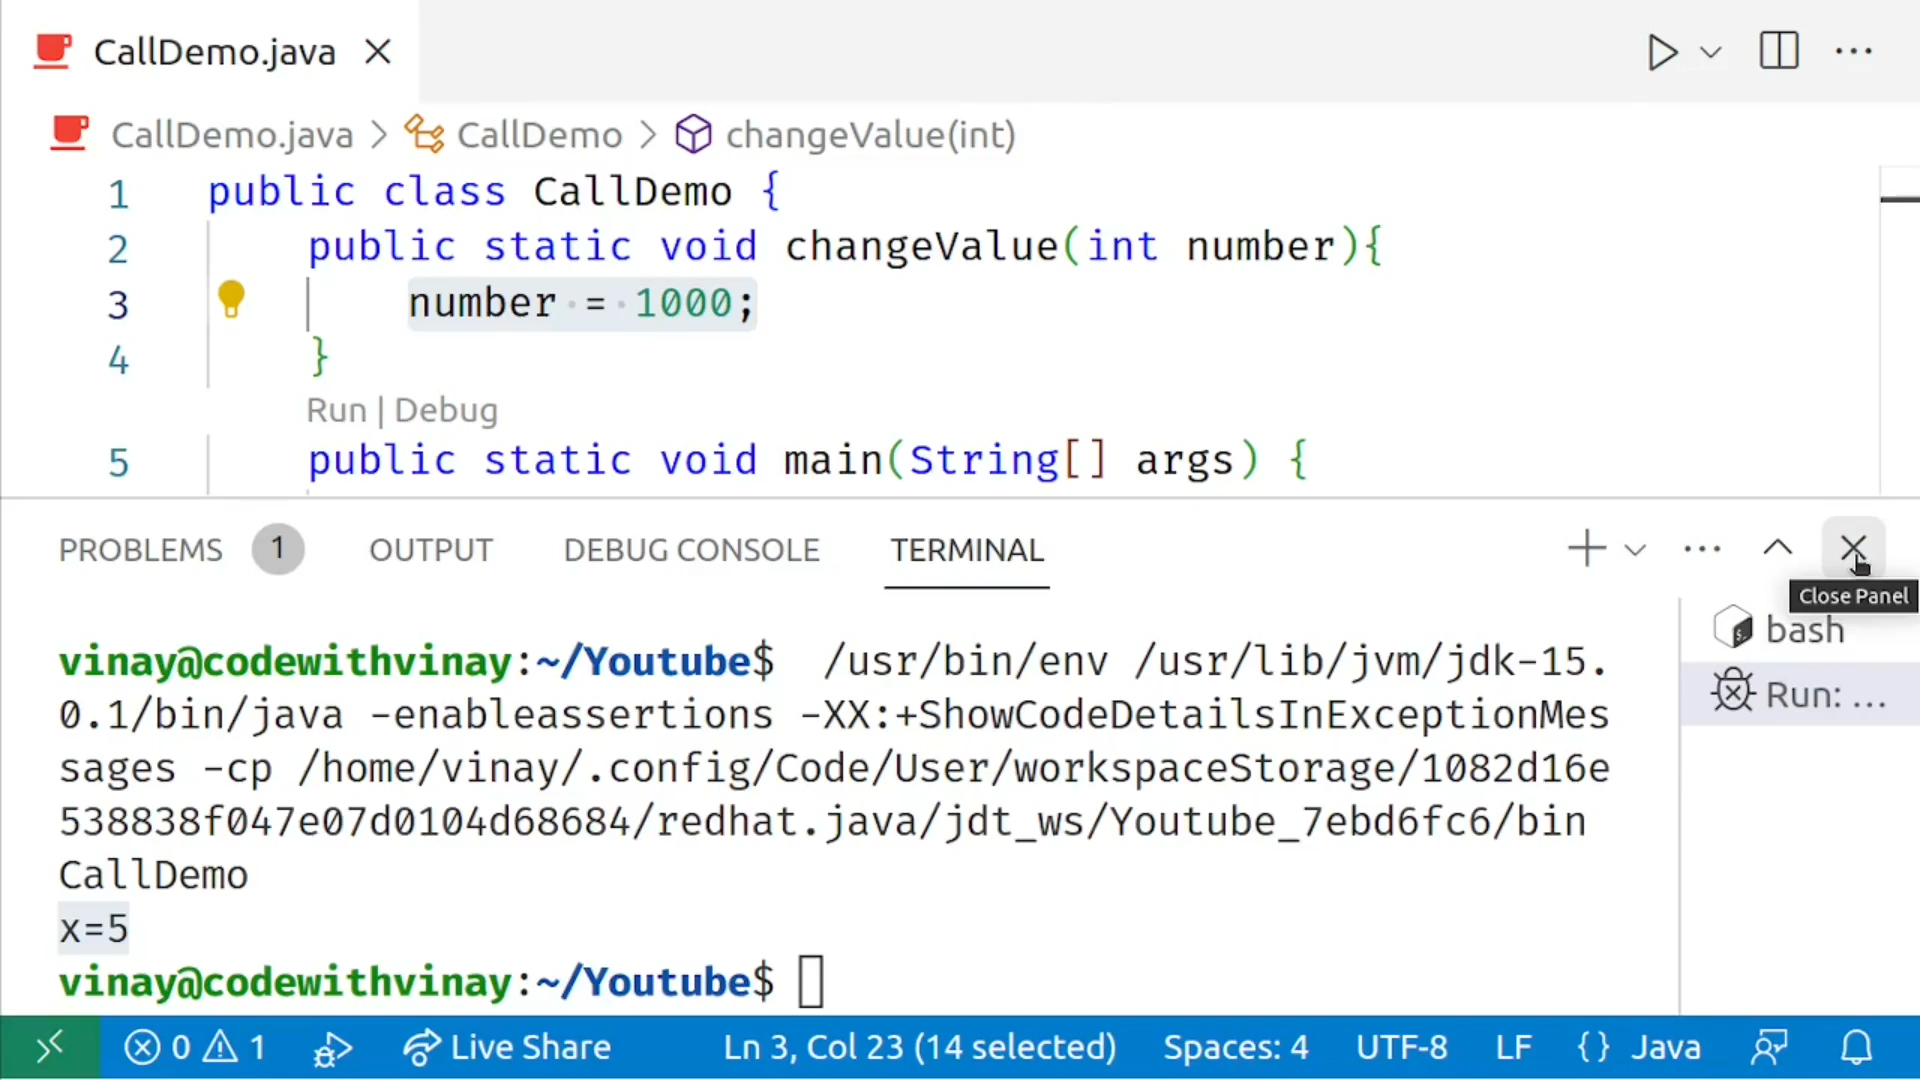 CallDemo.java
CallDemo.java > CallDemo > changeValue(int)
1 public class CallDemo {
2 public static void changeValue(int number){
3 number = 1000;
4 }
Run | Debug
5 public static void main(String[] args) {
PROBLEMS 1 OUTPUT DEBUG CONSOLE TERMINAL
Close Panel
bash
Run: ...
vinay@codewithvinay:~/Youtube$ /usr/bin/env /usr/lib/jvm/jdk-15.
0.1/bin/java -enableassertions -XX:+ShowCodeDetailsInExceptionMes
sages -cp /home/vinay/.config/Code/User/workspaceStorage/1082d16e
538838f047e07d0104d68684/redhat.java/jdt_ws/Youtube_7ebd6fc6/bin
CallDemo
x=5
vinay@codewithvinay:~/Youtube$
0 1 Live Share Ln 3, Col 23 (14 selected) Spaces: 4 UTF-8 LF {} Java